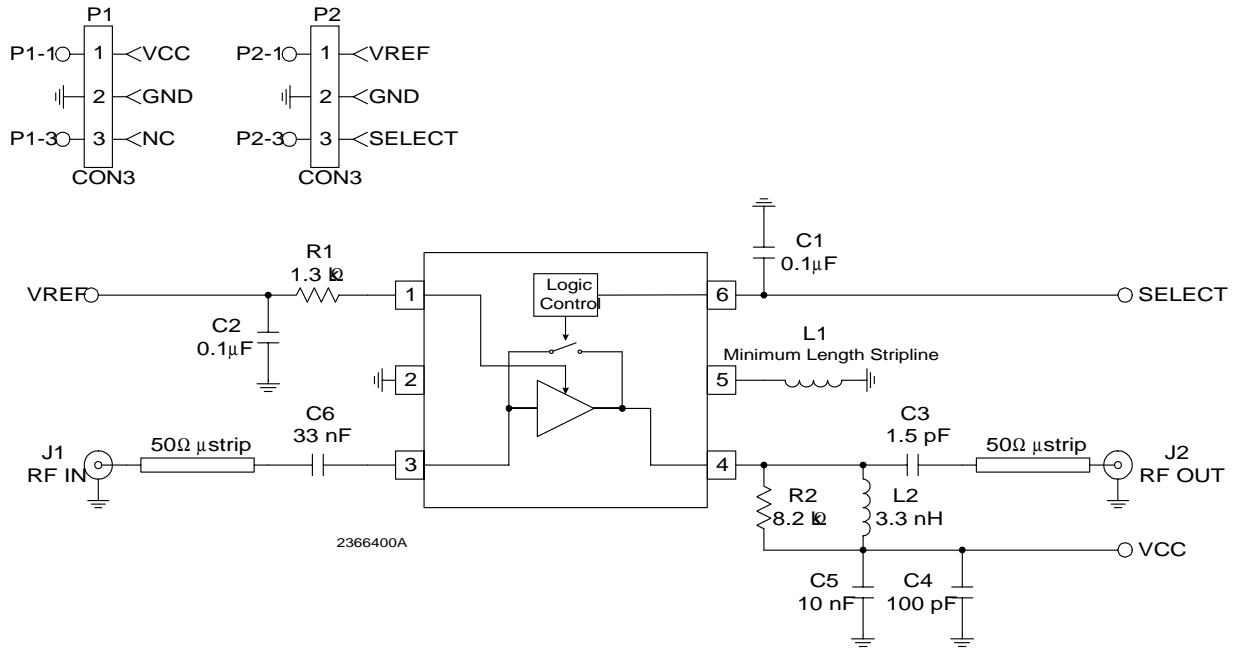 P1
P2
P1-1
1
VCC
P2-1
1
VREF
2
GND
2
GND
P1-3
3
NC
P2-3
3
SELECT
CON3
CON3
C1
0.1μF
R1
1.3 kΩ
Logic
Control
VREF
1
6
SELECT
C2
0.1μF
L1
Minimum Length Stripline
2
5
C6
33 nF
C3
1.5 pF
J1
RF IN
50Ω μstrip
3
4
50Ω μstrip
J2
RF OUT
R2
8.2 kΩ
L2
3.3 nH
2366400A
VCC
C5
10 nF
C4
100 pF